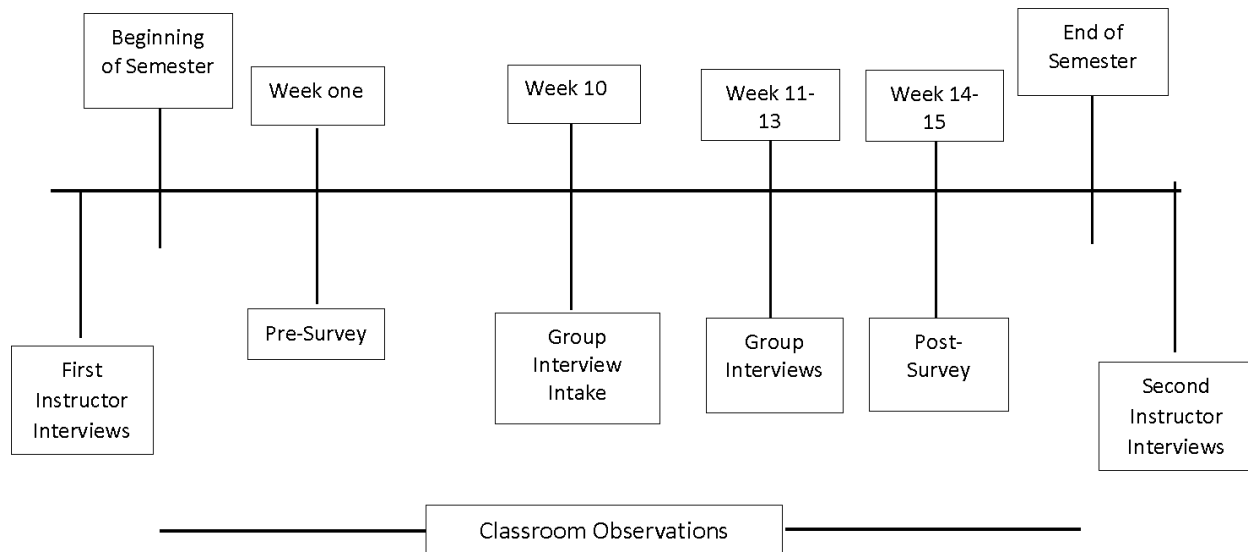 Beginning
of Semester
Week one
Week 10
Week 11-
13
Week 14-
15
End of
Semester
First
Instructor
Interviews
Pre-Survey
Group
Interview
Intake
Group
Interviews
Post-
Survey
Second
Instructor
Interviews
Classroom Observations